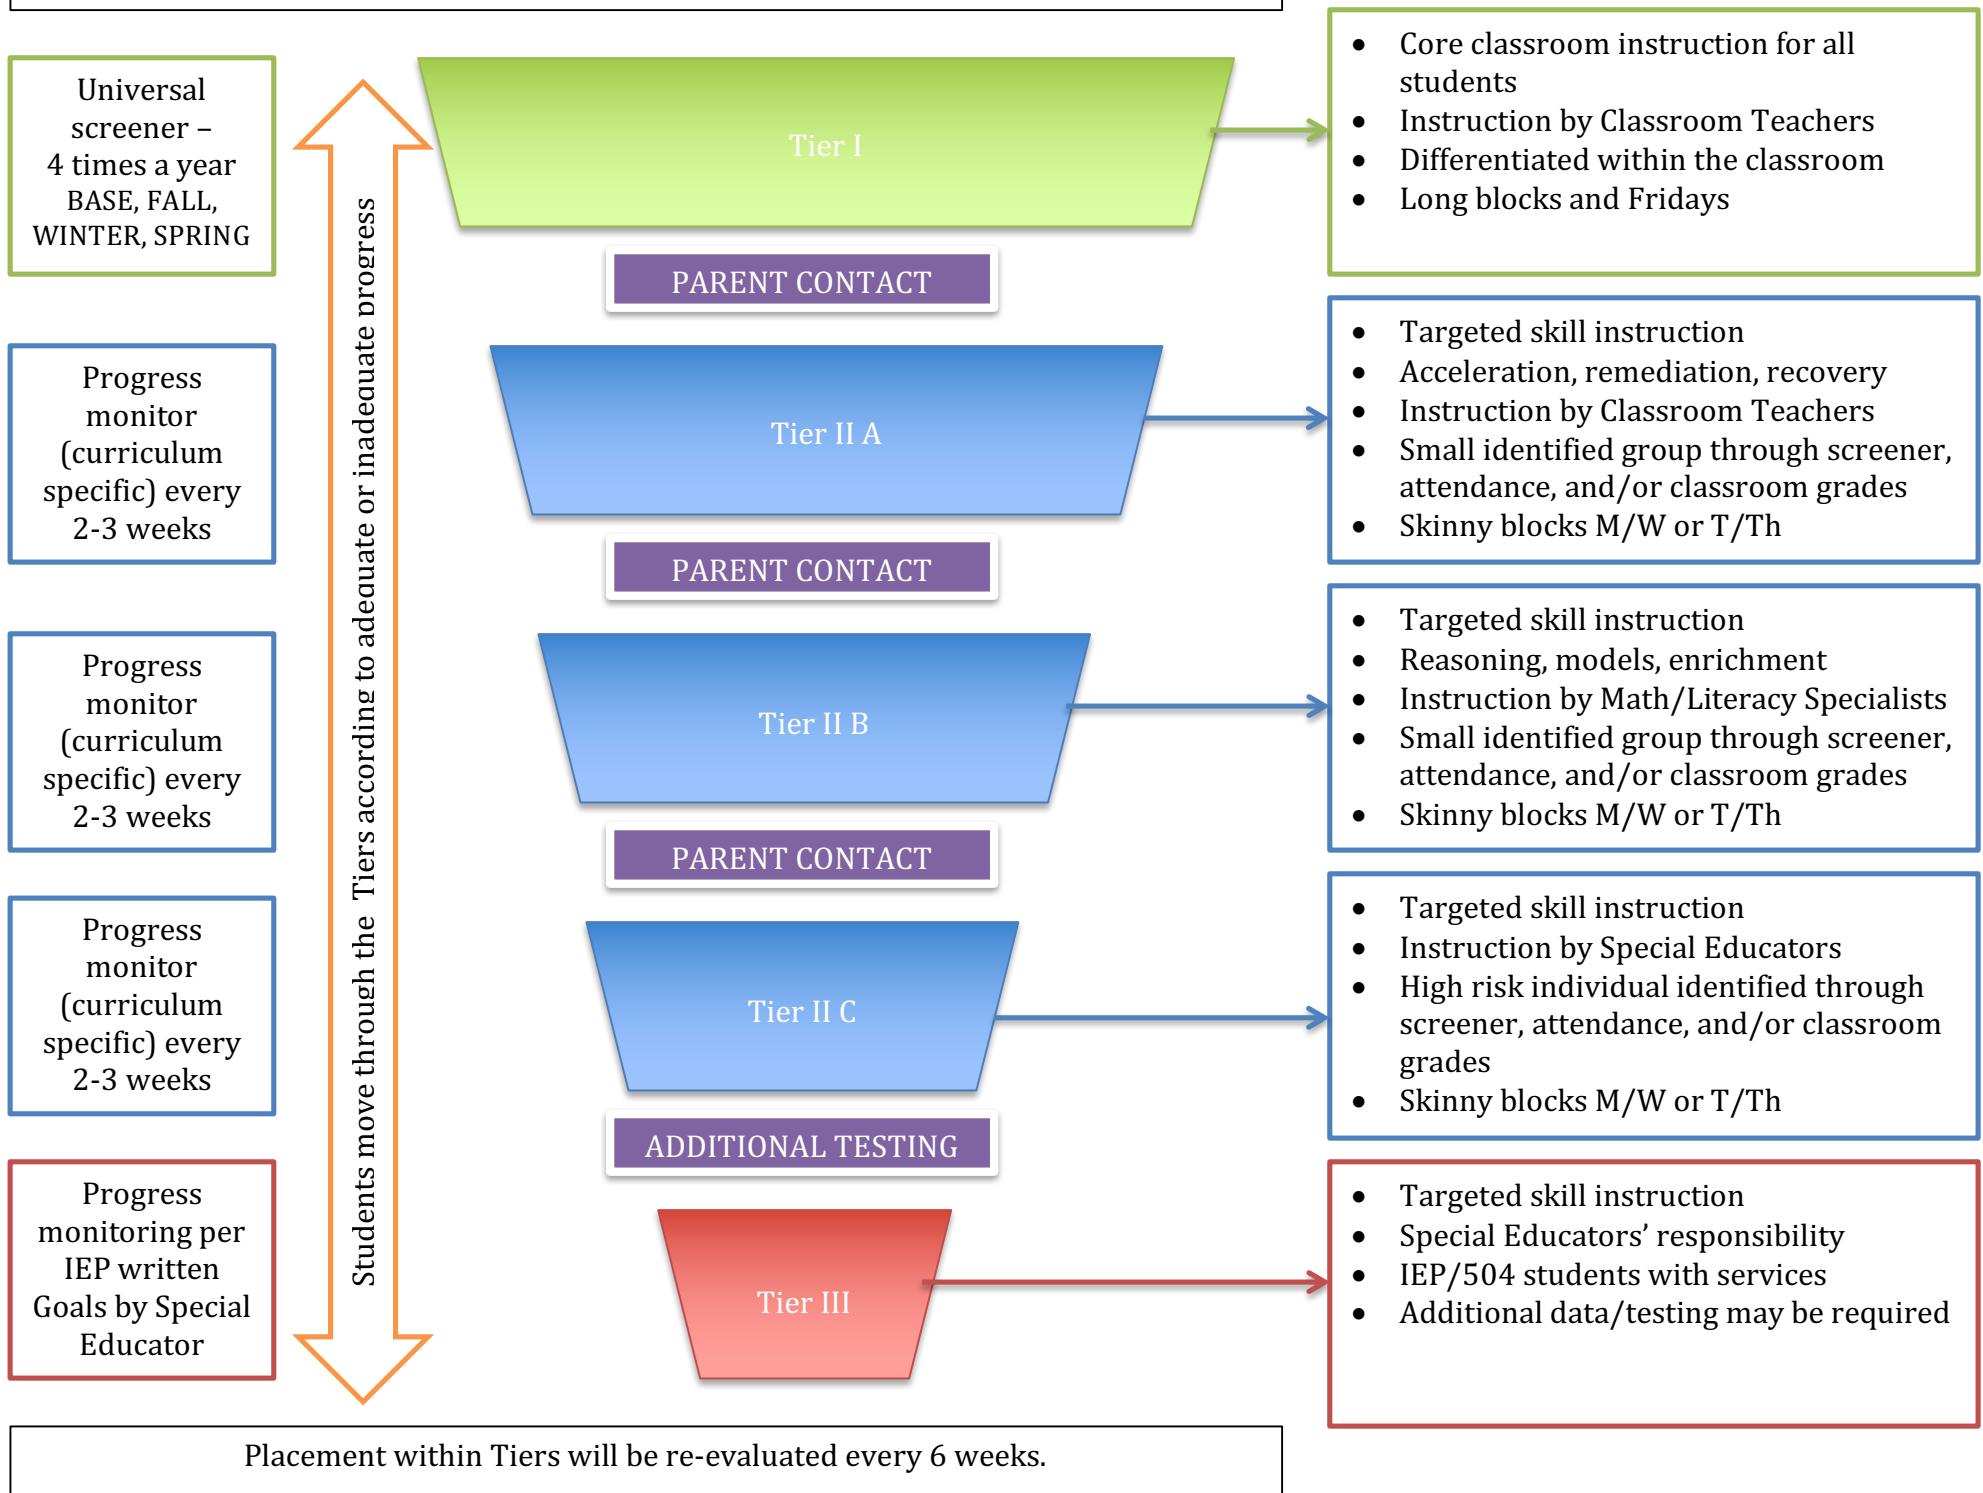 Universal
screener –
4 times a year
BASE, FALL,
WINTER, SPRING
Students move through the Tiers according to adequate or inadequate progress
Tier I
• Core classroom instruction for all
students
• Instruction by Classroom Teachers
• Differentiated within the classroom
• Long blocks and Fridays
PARENT CONTACT
Progress
monitor
(curriculum
specific) every
2-3 weeks
Tier II A
• Targeted skill instruction
• Acceleration, remediation, recovery
• Instruction by Classroom Teachers
• Small identified group through screener,
attendance, and/or classroom grades
• Skinny blocks M/W or T/Th
PARENT CONTACT
Progress
monitor
(curriculum
specific) every
2-3 weeks
Tier II B
• Targeted skill instruction
• Reasoning, models, enrichment
• Instruction by Math/Literacy Specialists
• Small identified group through screener,
attendance, and/or classroom grades
• Skinny blocks M/W or T/Th
PARENT CONTACT
Progress
monitor
(curriculum
specific) every
2-3 weeks
Tier II C
• Targeted skill instruction
• Instruction by Special Educators
• High risk individual identified through
screener, attendance, and/or classroom
grades
• Skinny blocks M/W or T/Th
ADDITIONAL TESTING
Progress
monitoring per
IEP written
Goals by Special
Educator
Tier III
• Targeted skill instruction
• Special Educators’ responsibility
• IEP/504 students with services
• Additional data/testing may be required
Placement within Tiers will be re-evaluated every 6 weeks.